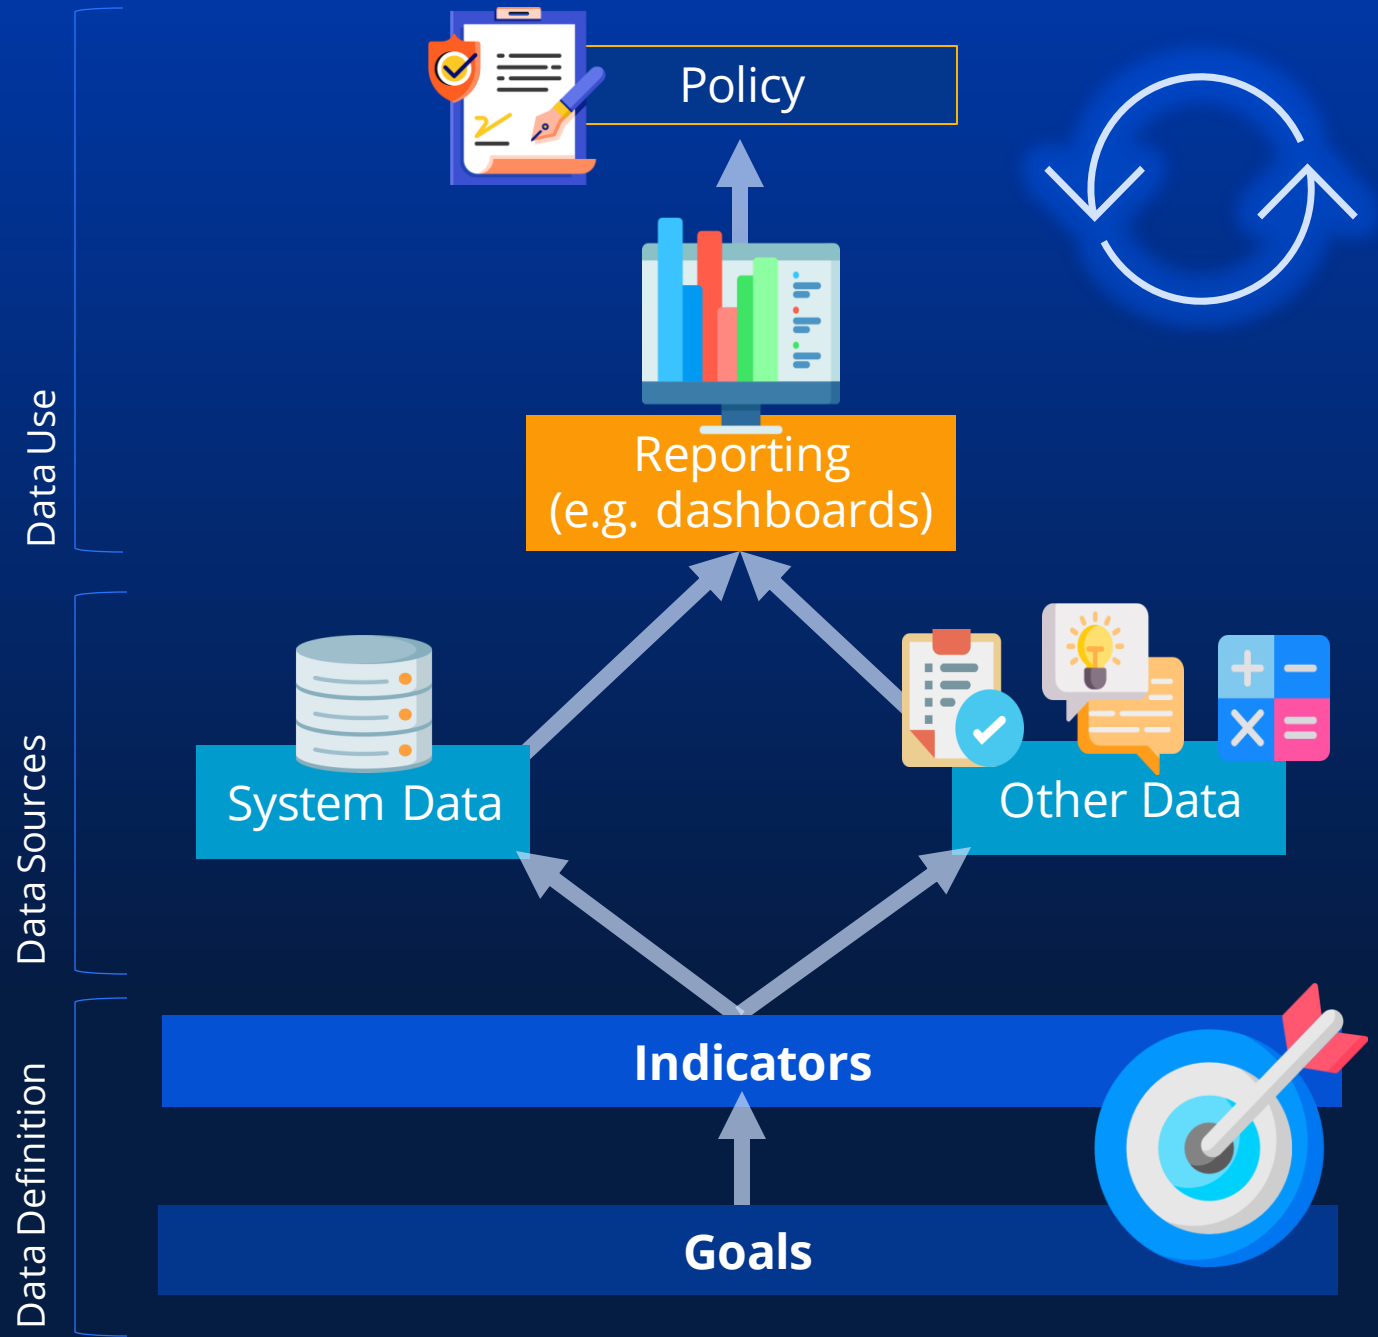 Policy
Data Use
Reporting
(e.g. dashboards)
Data Sources
System Data
Other Data
Data Definition
Indicators
Goals